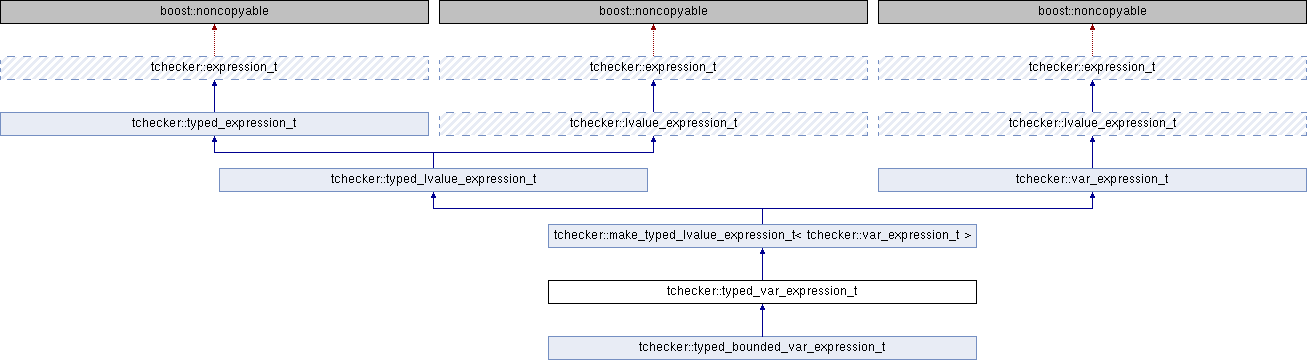 boost::noncopyable
boost::noncopyable
boost::noncopyable
tchecker::expression_t
tchecker::expression_t
tchecker::expression_t
tchecker::typed_expression_t
tchecker::lvalue_expression_t
tchecker::lvalue_expression_t
tchecker::typed_lvalue_expression_t
tchecker::var_expression_t
tchecker::make_typed_lvalue_expression_t< tchecker::var_expression_t >
tchecker::typed_var_expression_t
tchecker::typed_bounded_var_expression_t